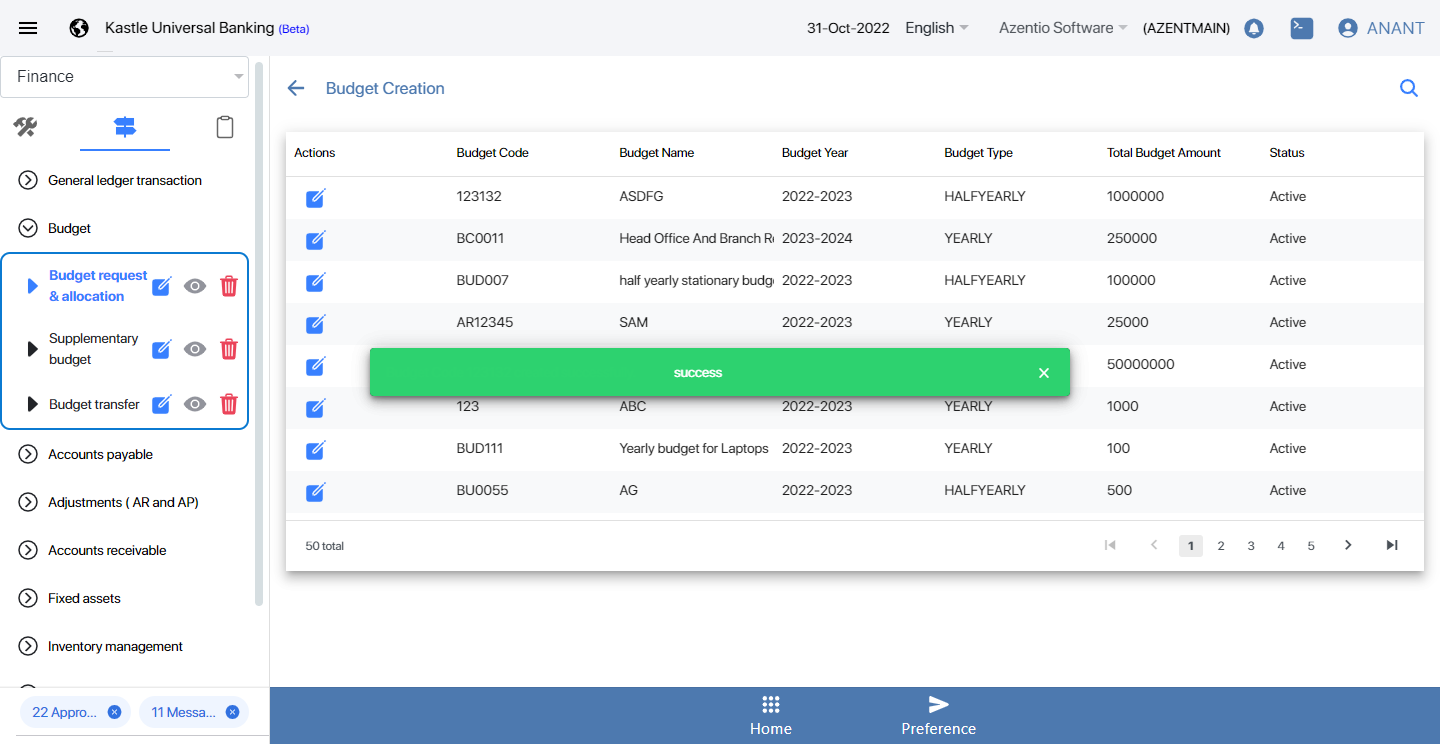 Kastle Universal Banking (Beta)
31-Oct-2022 English Azentio Software (AZENTMAIN) ANANT
Finance
General ledger transaction
Budget
Budget request
& allocation
Supplementary
budget
Budget transfer
Accounts payable
Adjustments ( AR and AP)
Accounts receivable
Fixed assets
Inventory management
22 Appro...
11 Messa...
Budget Creation
Actions Budget Code Budget Name Budget Year Budget Type Total Budget Amount Status
123132 ASDFG 2022-2023 HALFYEARLY 1000000 Active
BC0011 Head Office And Branch Re 2023-2024 YEARLY 250000 Active
BUD007 half yearly stationary budg 2022-2023 HALFYEARLY 100000 Active
AR12345 SAM 2022-2023 YEARLY 25000 Active
50000000 Active
success
123 ABC 2022-2023 YEARLY 1000 Active
BUD111 Yearly budget for Laptops 2022-2023 YEARLY 100 Active
BU0055 AG 2022-2023 HALFYEARLY 500 Active
50 total
1 2 3 4 5
Home
Preference